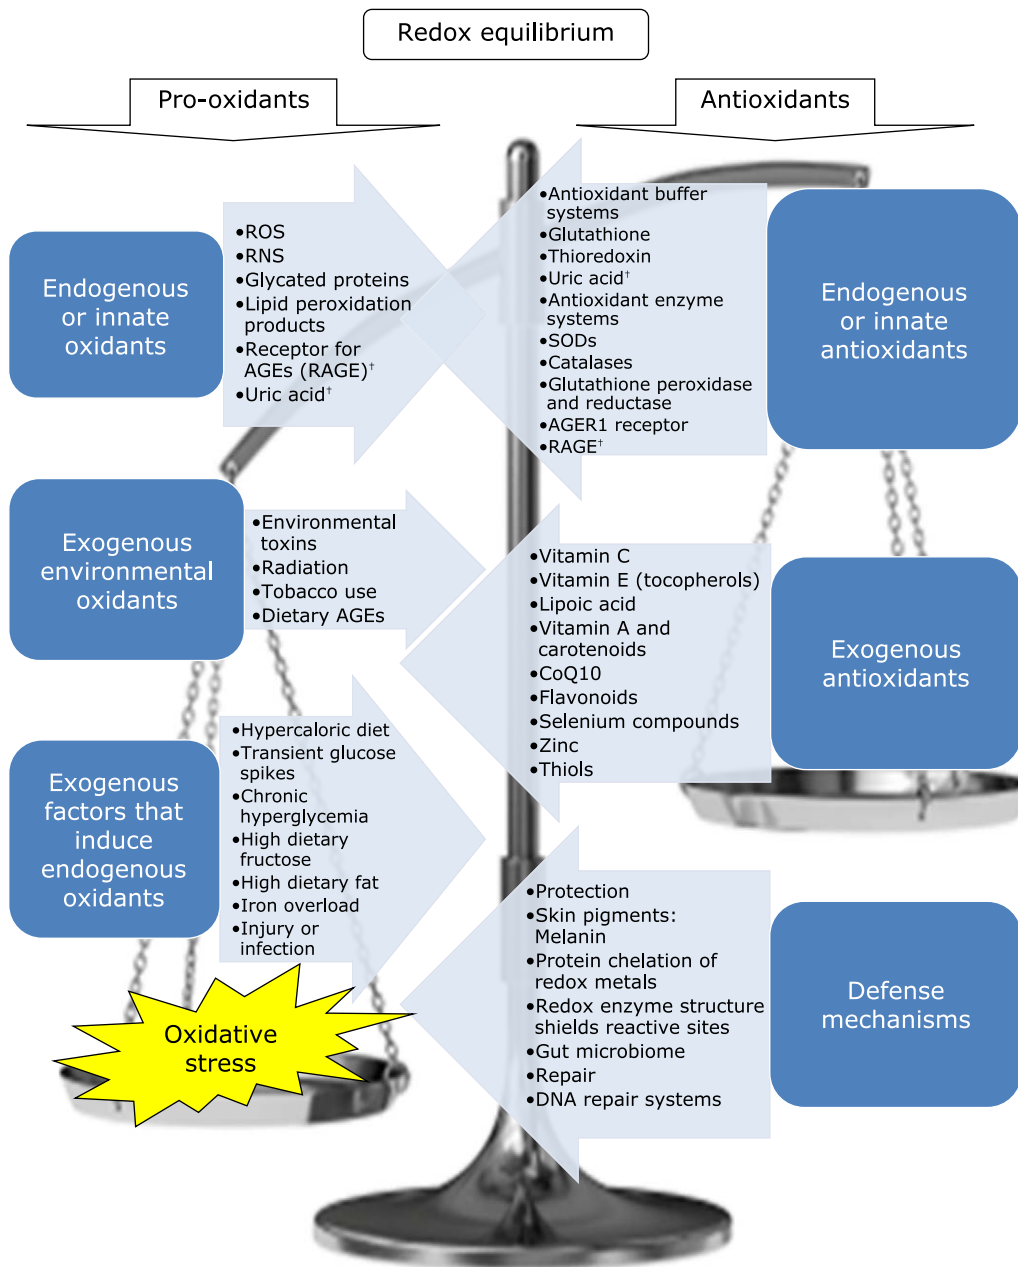 Redox equilibrium
Pro-oxidants
Antioxidants
Endogenous
or innate
oxidants
•ROS
•RNS
•Glycated proteins
•Lipid peroxidation
products
•Receptor for
AGEs (RAGE)†
•Uric acid†
•Antioxidant buffer
systems
•Glutathione
•Thioredoxin
•Uric acid†
•Antioxidant enzyme
systems
•SODs
•Catalases
•Glutathione peroxidase
and reductase
•AGER1 receptor
•RAGE†
Endogenous
or innate
antioxidants
Exogenous
environmental
oxidants
•Environmental
toxins
•Radiation
•Tobacco use
•Dietary AGEs
•Vitamin C
•Vitamin E (tocopherols)
•Lipoic acid
•Vitamin A and
carotenoids
•CoQ10
•Flavonoids
•Selenium compounds
•Zinc
•Thiols
Exogenous
antioxidants
Exogenous
factors that
induce
endogenous
oxidants
•Hypercaloric diet
•Transient glucose
spikes
•Chronic
hyperglycemia
•High dietary
fructose
•High dietary fat
•Iron overload
•Injury or
infection
•Protection
•Skin pigments:
Melanin
•Protein chelation of
redox metals
•Redox enzyme structure
shields reactive sites
•Gut microbiome
•Repair
•DNA repair systems
Defense
mechanisms
Oxidative
stress